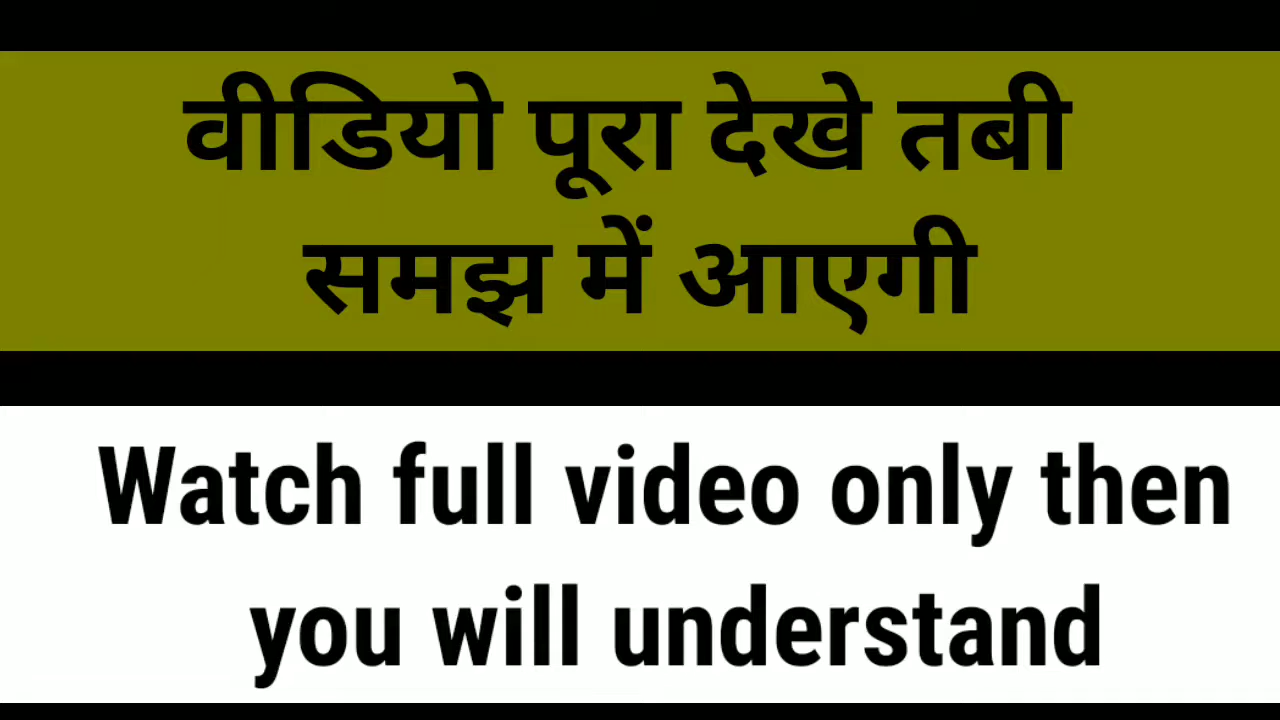 वीडियो पूरा देखे तबी
समझ में आएगी
Watch full video only then
you will understand